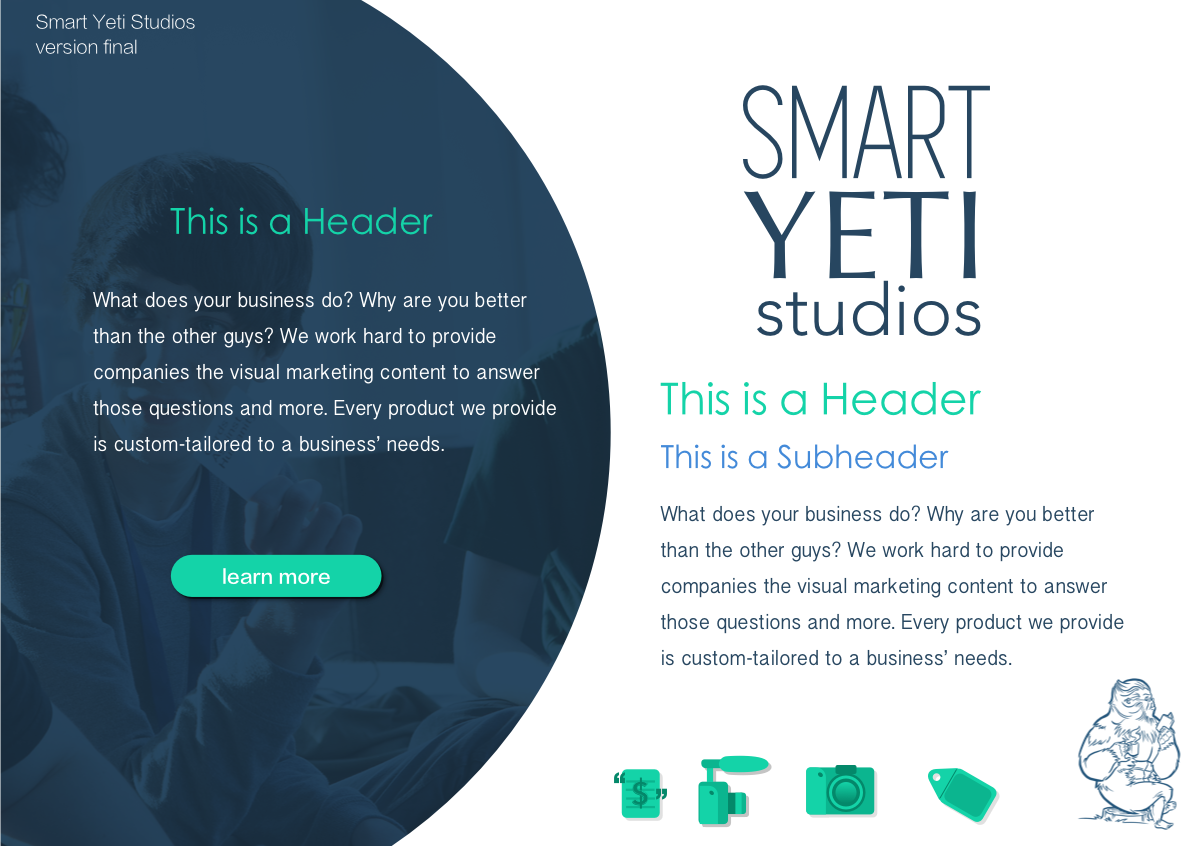 Smart Yeti Studios
version final
This is a Header
What does your business do? Why are you better
than the other guys? We work hard to provide
companies the visual marketing content to answer
those questions and more. Every product we provide
is custom-tailored to a business’ needs.
learn more
SMART
YETI
studios
This is a Header
This is a Subheader
What does your business do? Why are you better
than the other guys? We work hard to provide
companies the visual marketing content to answer
those questions and more. Every product we provide
is custom-tailored to a business’ needs.
“$”